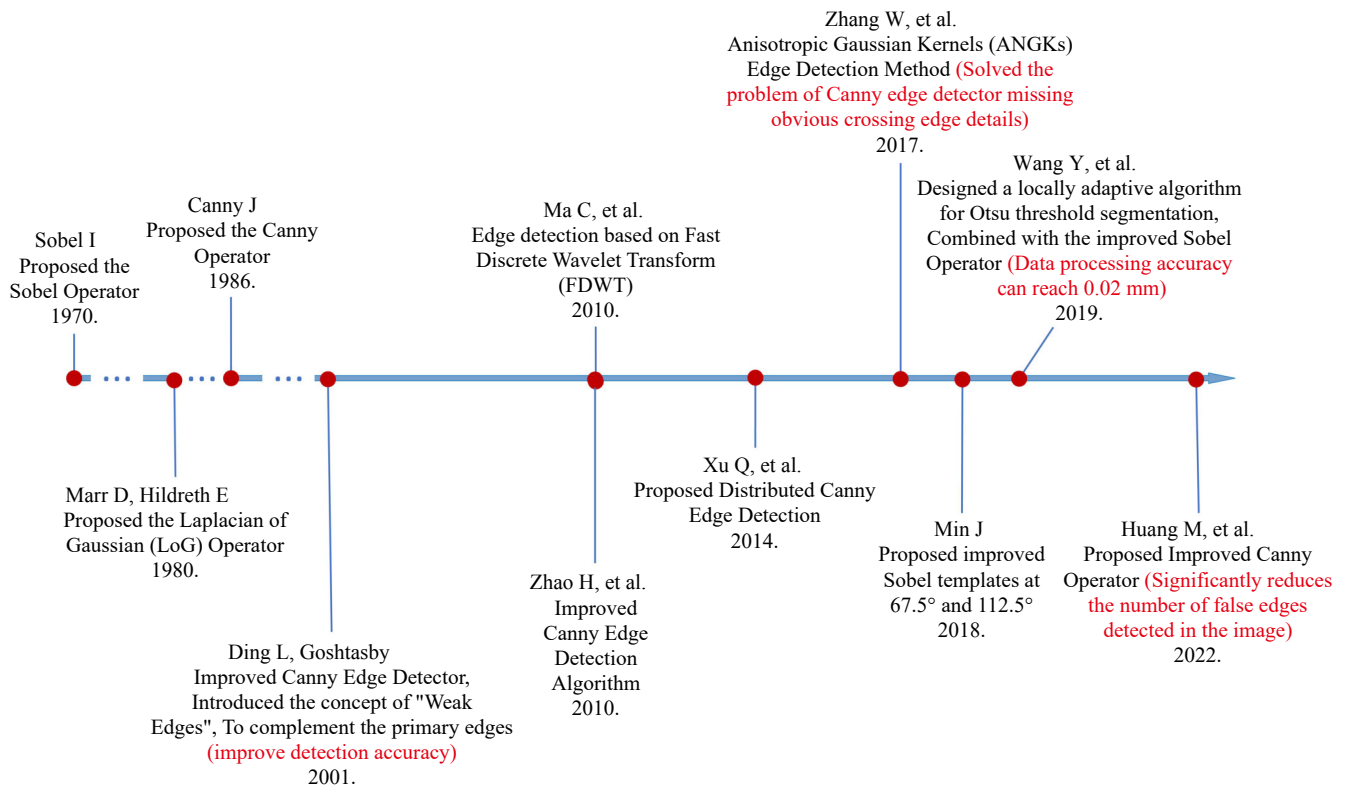 Zhang W, et al.
Anisotropic Gaussian Kernels (ANGKs)
Edge Detection Method (Solved the
problem of Canny edge detector missing
obvious crossing edge details)
2017.
Wang Y, et al.
Designed a locally adaptive algorithm
for Otsu threshold segmentation,
Combined with the improved Sobel
Operator (Data processing accuracy
can reach 0.02 mm)
2019.
Canny J
Proposed the Canny
Operator
1986.
Ma C, et al.
Edge detection based on Fast
Discrete Wavelet Transform
(FDWT)
2010.
Sobel I
Proposed the
Sobel Operator
1970.
Marr D, Hildreth E
Proposed the Laplacian of
Gaussian (LoG) Operator
1980.
Xu Q, et al.
Proposed Distributed Canny
Edge Detection
2014.
Min J
Proposed improved
Sobel templates at
67.5° and 112.5°
2018.
Huang M, et al.
Proposed Improved Canny
Operator (Significantly reduces
the number of false edges
detected in the image)
2022.
Zhao H, et al.
Improved
Canny Edge
Detection
Algorithm
2010.
Ding L, Goshtasby
Improved Canny Edge Detector,
Introduced the concept of "Weak
Edges", To complement the primary edges
(improve detection accuracy)
2001.